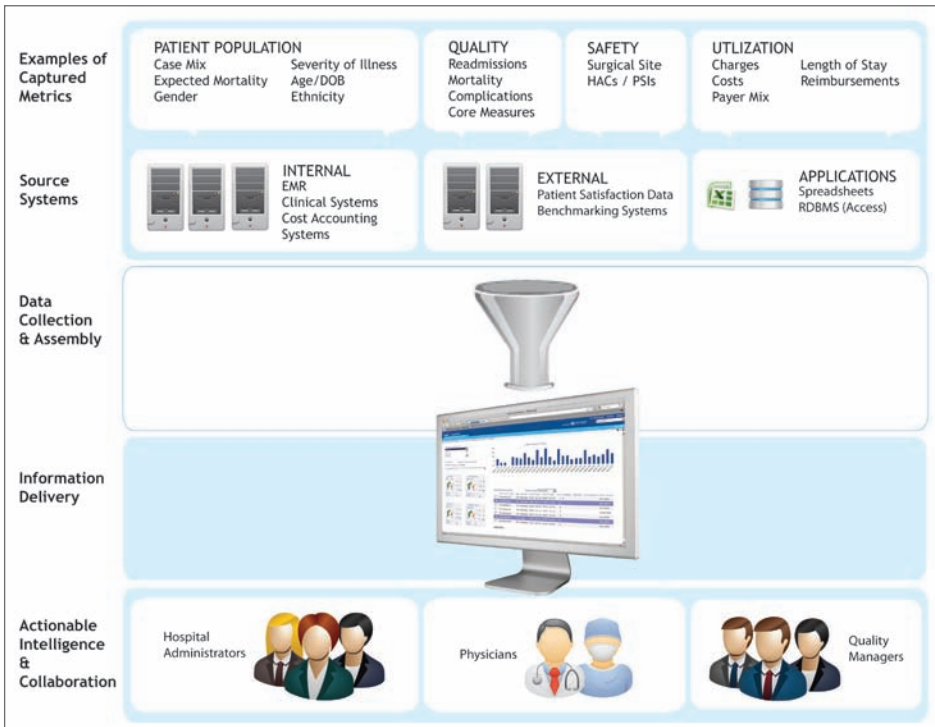 Examples of
Captured
Metrics
PATIENT POPULATION
Case Mix
Expected Mortality
Gender
Severity of Illness
Age/DOB
Ethnicity
QUALITY
Readmissions
Mortality
Complications
Core Measures
SAFETY
Surgical Site
HACs / PSIs
UTLIZATION
Charges
Costs
Payer Mix
Length of Stay
Reimbursements
Source
Systems
INTERNAL
EMR
Clinical Systems
Cost Accounting
Systems
EXTERNAL
Patient Satisfaction Data
Benchmarking Systems
APPLICATIONS
Spreadsheets
RDBMS (Access)
Data
Collection
& Assembly
Information
Delivery
Actionable
Intelligence
&
Collaboration
Hospital
Administrators
Physicians
Quality
Managers